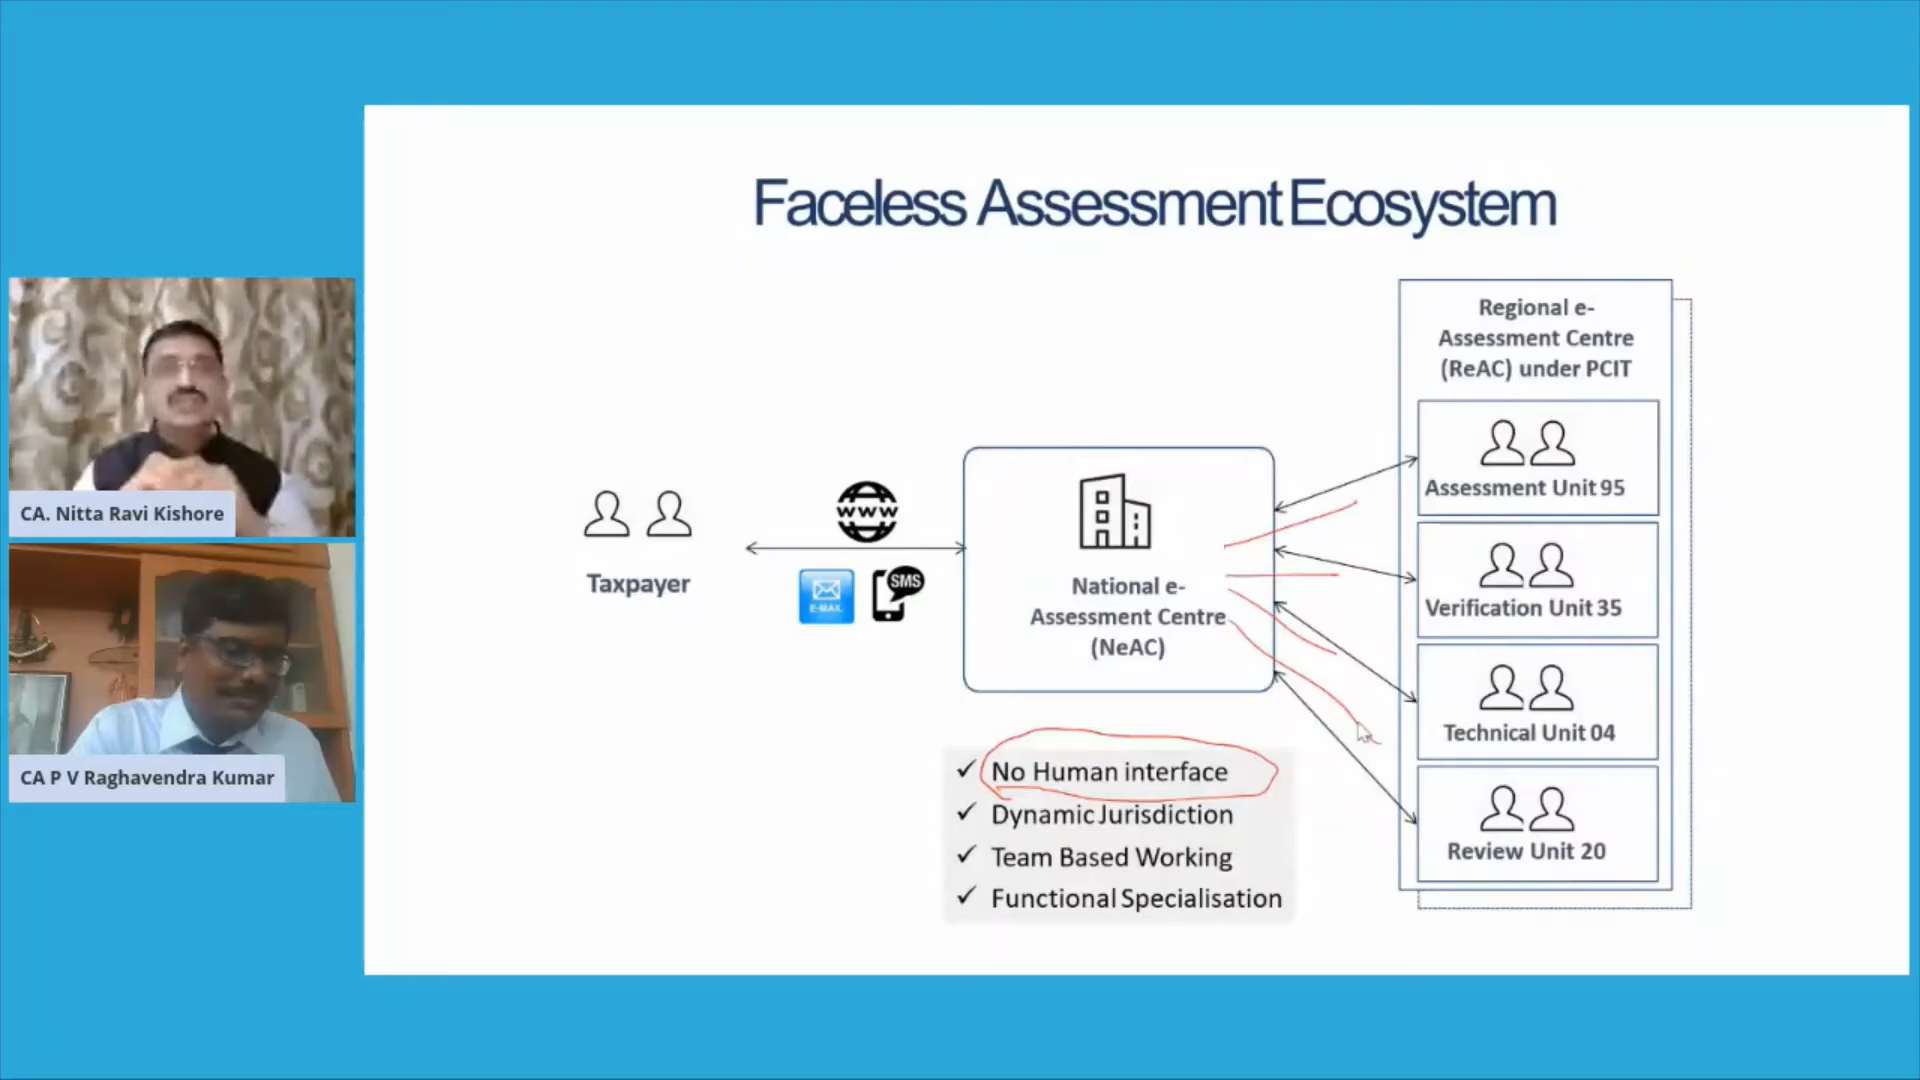 Faceless Assessment Ecosystem
CA. Nitta Ravi Kishore
CA P V Raghavendra Kumar
Taxpayer
WWW
E-MAIL
SMS
National e-
Assessment Centre
(NeAC)
✓ No Human interface
✓ Dynamic Jurisdiction
✓ Team Based Working
✓ Functional Specialisation
Regional e-
Assessment Centre
(ReAC) under PCIT
Assessment Unit 95
Verification Unit 35
Technical Unit 04
Review Unit 20